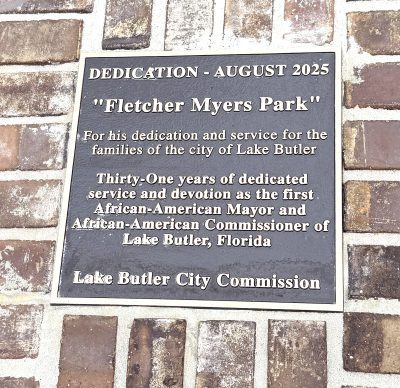 DEDICATION - AUGUST 2025
"Fletcher Myers Park"
For his dedication and service for the
families of the city of Lake Butler
Thirty-One years of dedicated
service and devotion as the first
African-American Mayor and
African-American Commissioner of
Lake Butler, Florida
Lake Butler City Commission